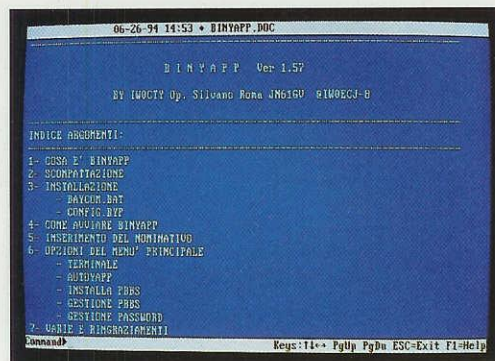 06-26-94 14:53 ♦ BINYAPP.DOC
B I N Y A P P Ver 1.57
BY IW0CTY Op. Silvano Roma JN61GV @IW0ECJ-8
INDICE ARGOMENTI:
1- COSA E' BINYAPP
2- SCOMPATTAZIONE
3- INSTALLAZIONE
- BAYCOM.BAT
- CONFIG.BYP
4- COME AVVIARE BINYAPP
5- INSERIMENTO DEL NOMINATIVO
6- OPZIONI DEL MENU' PRINCIPALE
- TERMINALE
- AUTOYAPP
- INSTALLA PBBS
- GESTIONE PBBS
- GESTIONE PASSWORD
7- VARIE E RINGRAZIAMENTI
Command► Keys:↑↓←→ PgUp PgDn ESC=Exit F1=Help